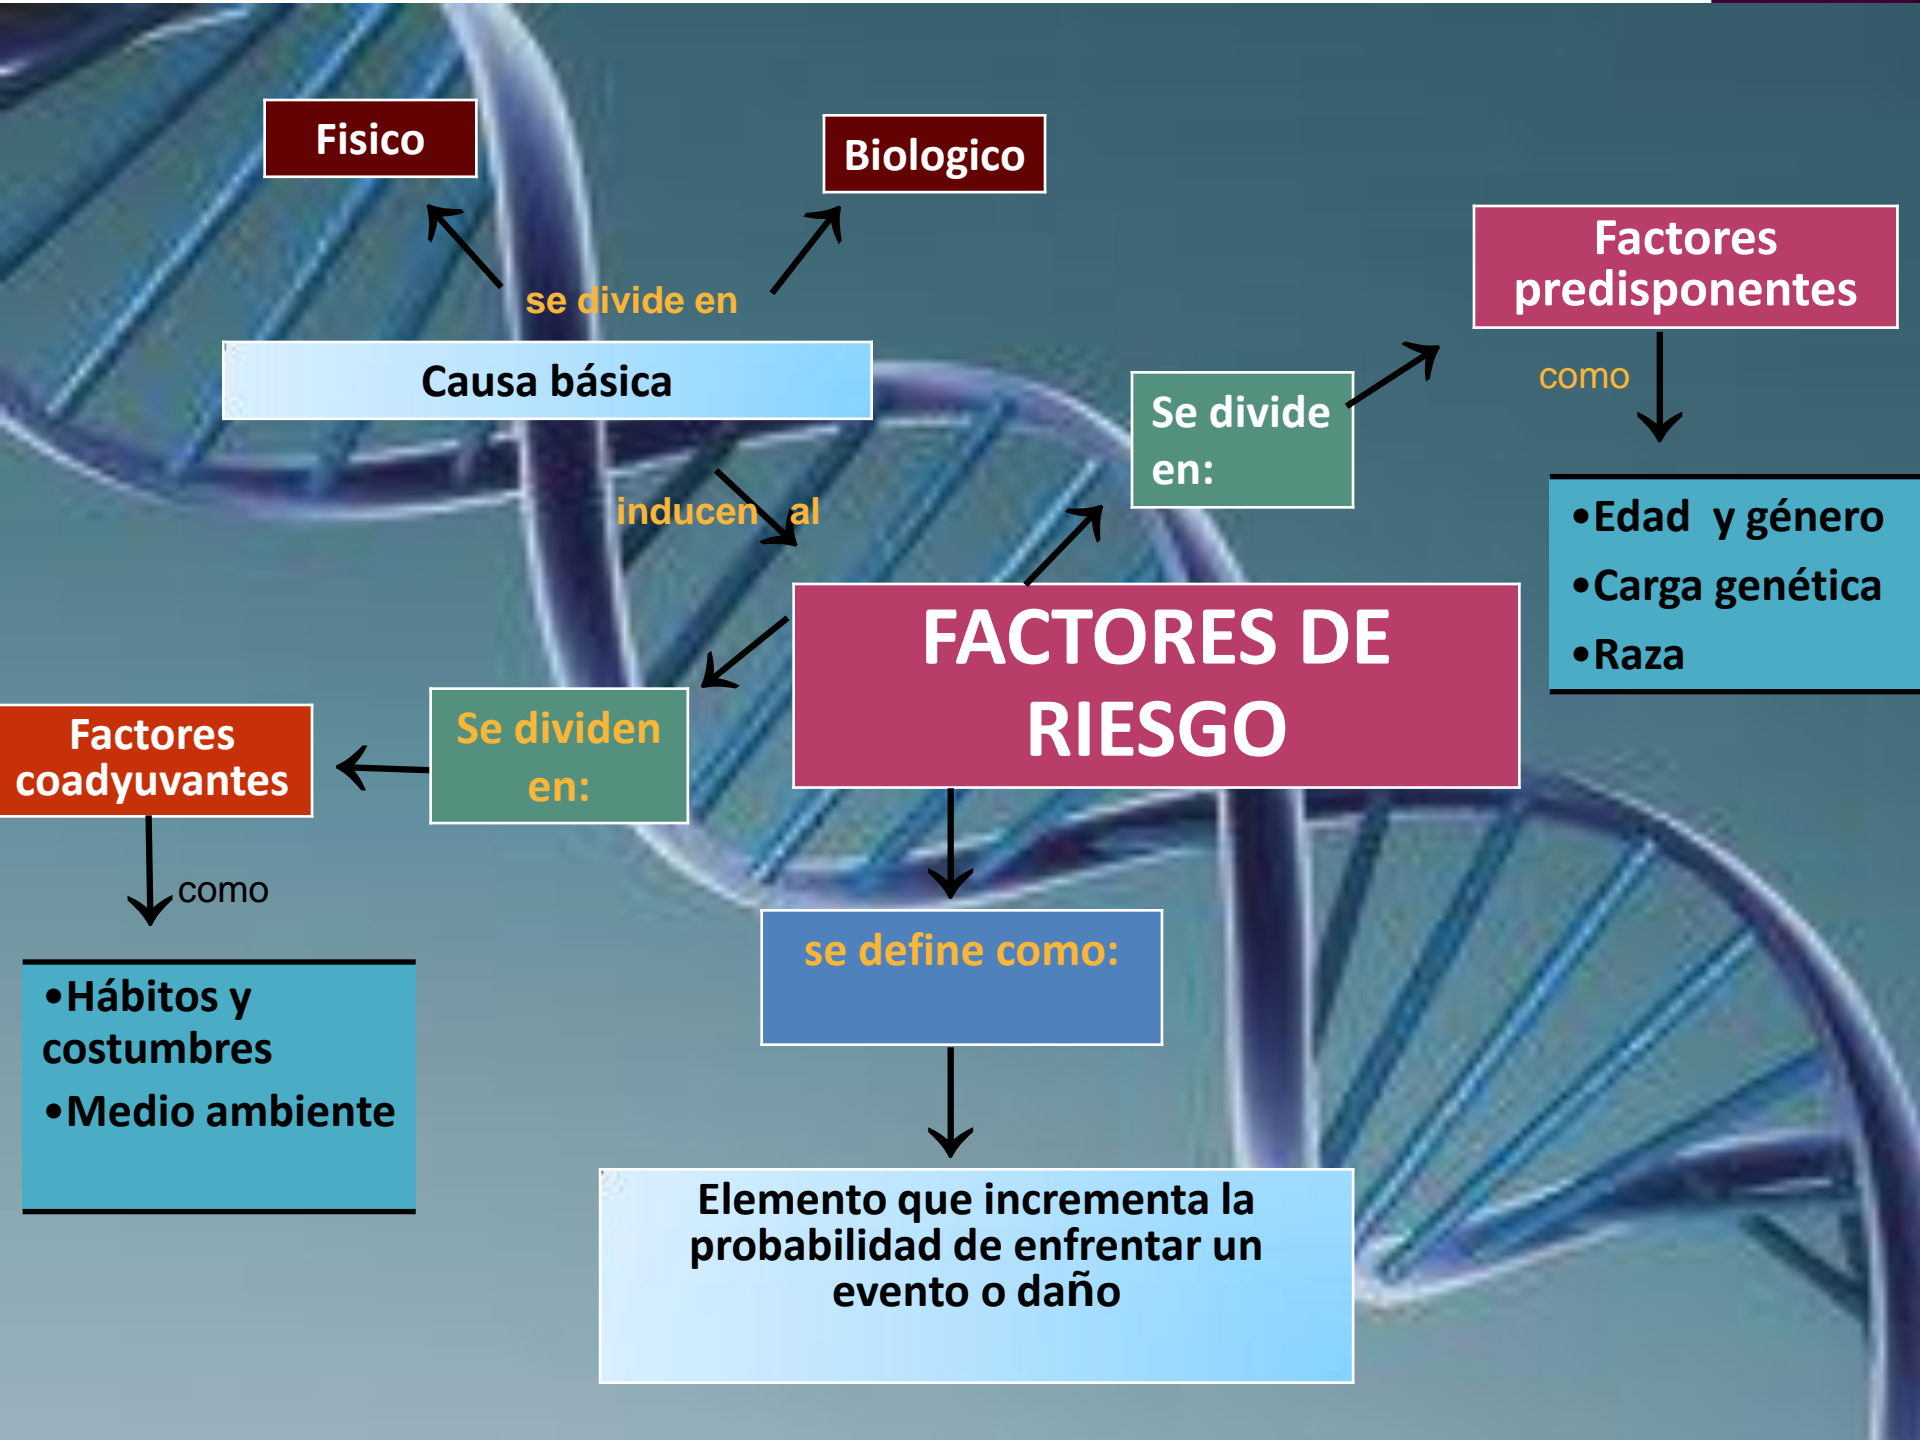 Fisico
Biologico
se divide en
Causa básica
inducen al
Factores
predisponentes
como
Se divide
en:
•Edad y género
•Carga genética
•Raza
FACTORES DE
RIESGO
Se dividen
en:
Factores
coadyuvantes
como
•Hábitos y
costumbres
•Medio ambiente
se define como:
Elemento que incrementa la
probabilidad de enfrentar un
evento o daño